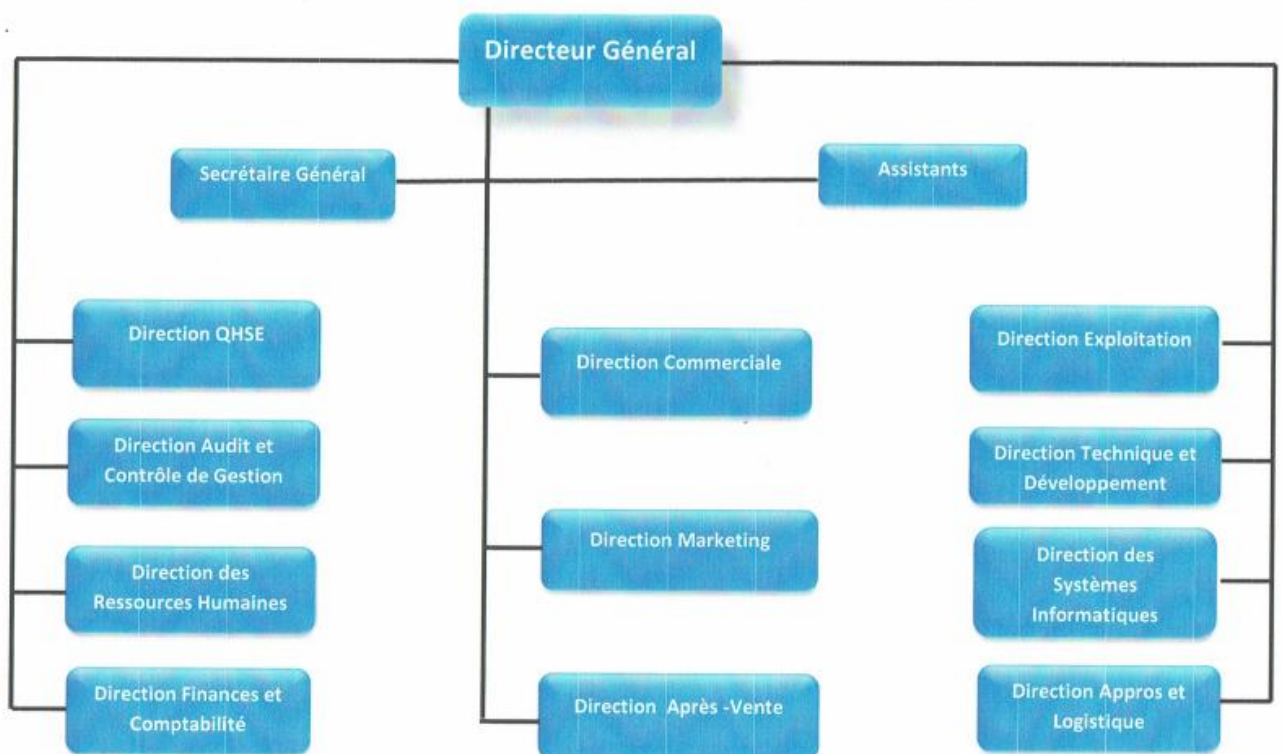 Directeur Général
Secrétaire Général
Assistants
Direction QHSE
Direction Audit et
Contrôle de Gestion
Direction des
Ressources Humaines
Direction Finances et
Comptabilité
Direction Commerciale
Direction Marketing
Direction Après -Vente
Direction Exploitation
Direction Technique et
Développement
Direction des
Systèmes
Informatiques
Direction Appros et
Logistique